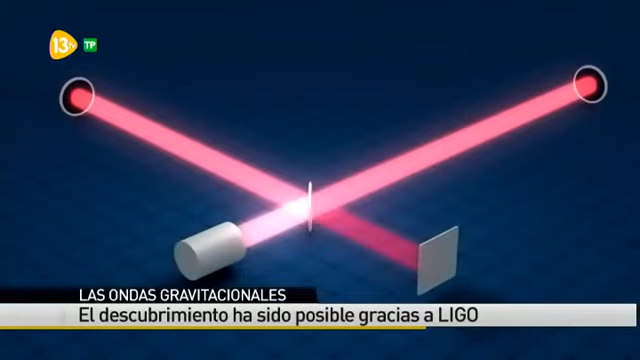 13tv TP
LAS ONDAS GRAVITACIONALES
El descubrimiento ha sido posible gracias a LIGO